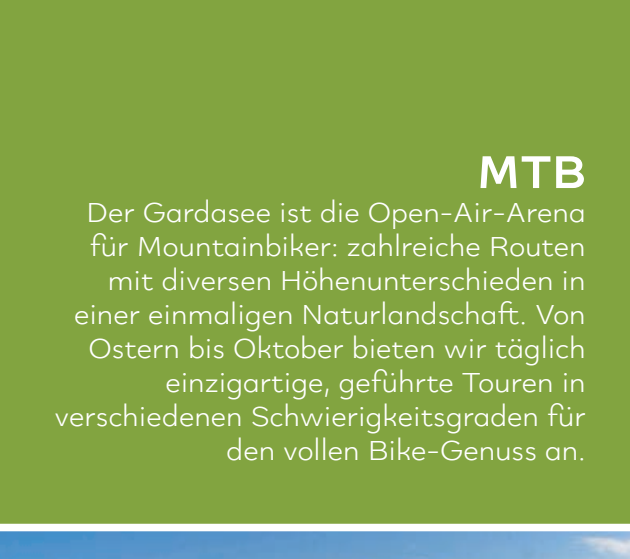 MTB
Der Gardasee ist die Open-Air-Arena
für Mountainbiker: zahlreiche Routen
mit diversen Höhenunterschieden in
einer einmaligen Naturlandschaft. Von
Ostern bis Oktober bieten wir täglich
einzigartige, geführte Touren in
verschiedenen Schwierigkeitsgraden für
den vollen Bike-Genuss an.